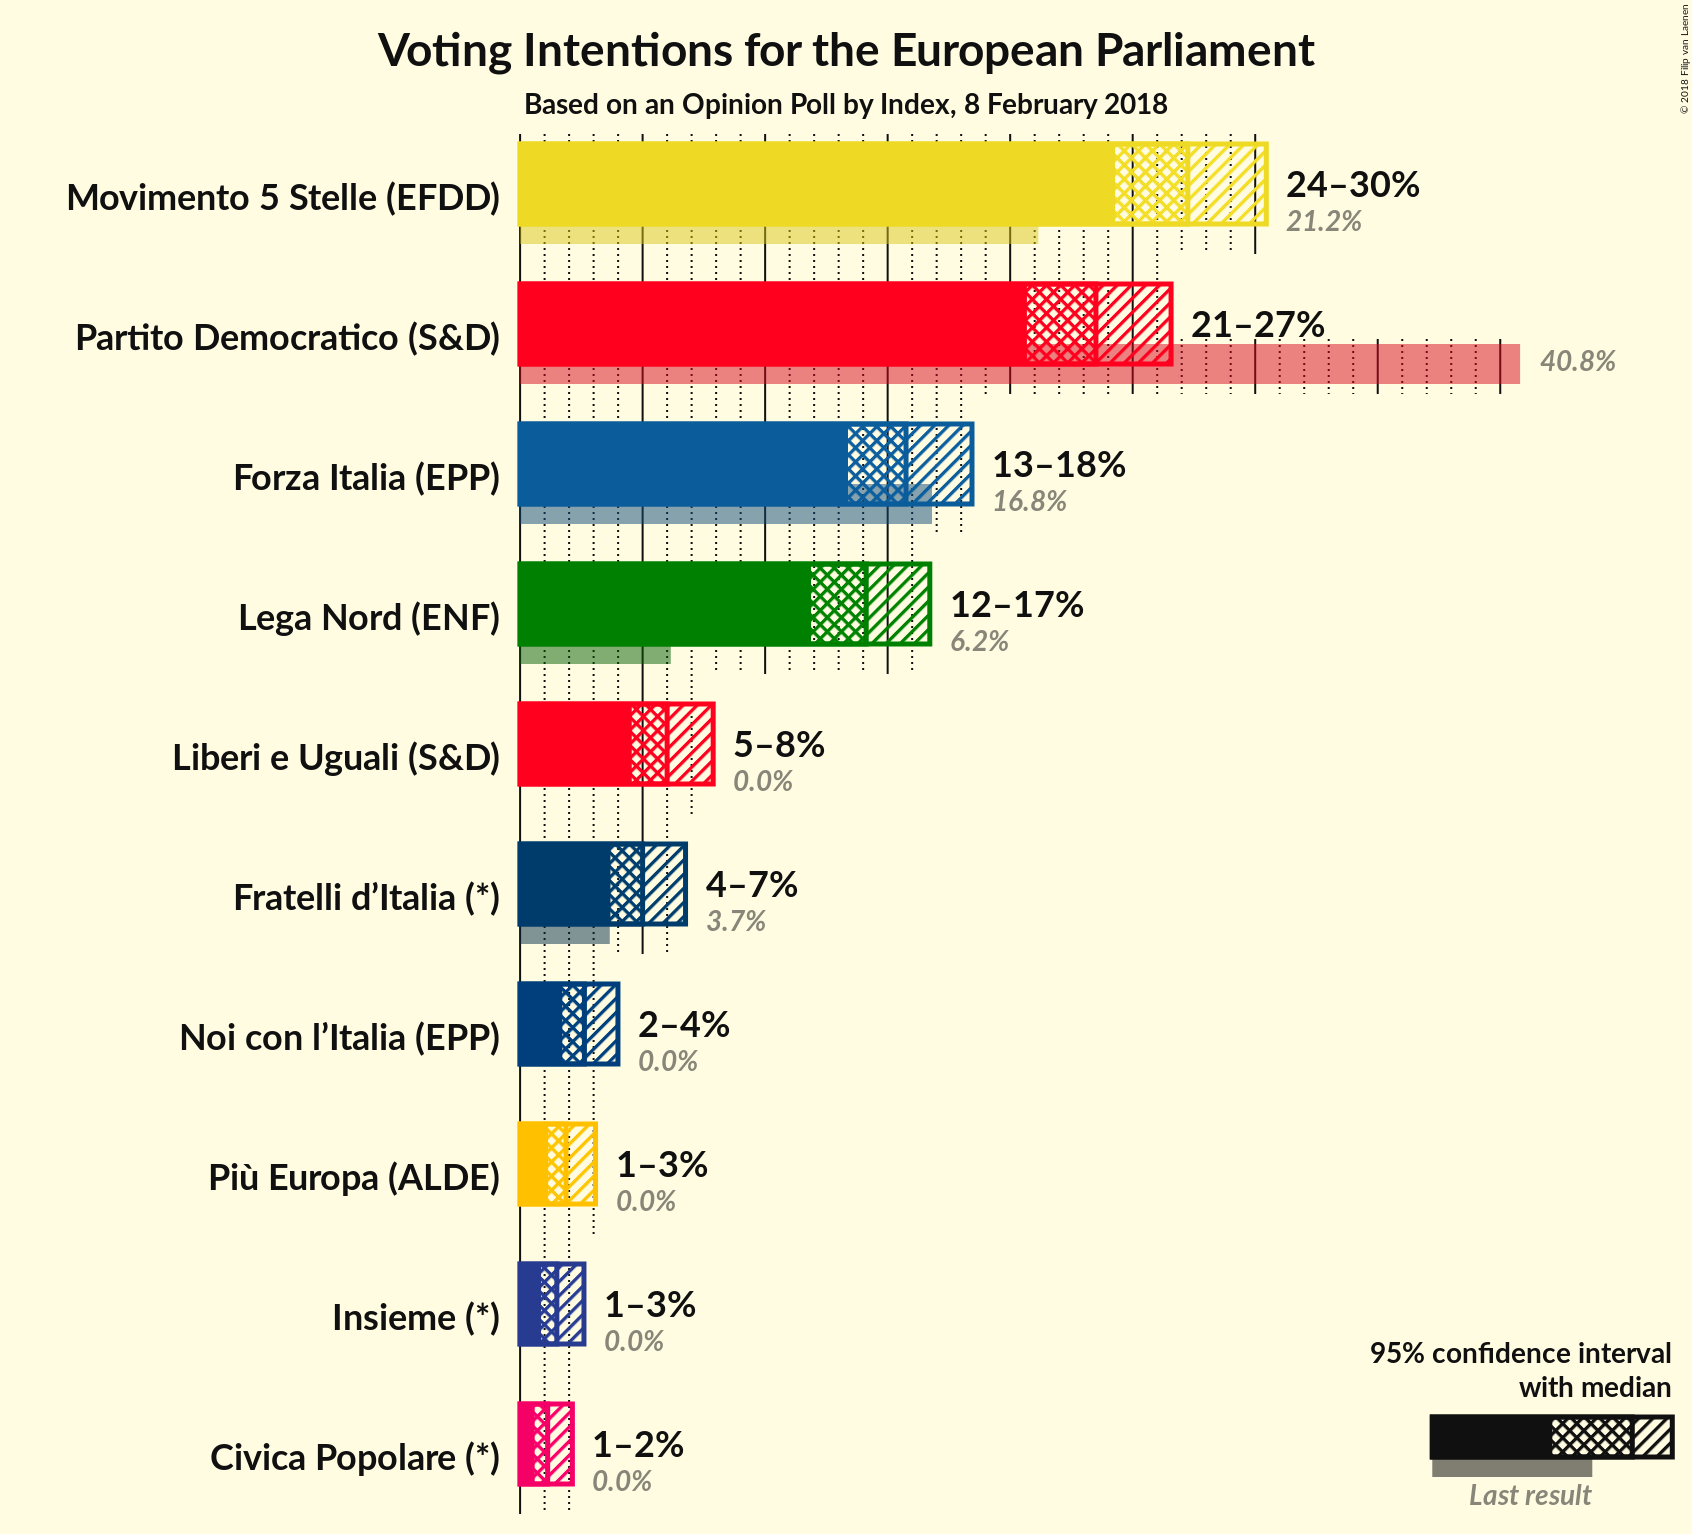 Voting Intentions for the European Parliament
Based on an Opinion Poll by Index, 8 February 2018
© 2018 Filip van Laenen
Movimento 5 Stelle (EFDD)
24–30%
21.2%
Partito Democratico (S&D)
21–27%
40.8%
Forza Italia (EPP)
13–18%
16.8%
Lega Nord (ENF)
12–17%
6.2%
Liberi e Uguali (S&D)
5–8%
0.0%
Fratelli d’Italia (*)
4–7%
3.7%
Noi con l’Italia (EPP)
2–4%
0.0%
Più Europa (ALDE)
1–3%
0.0%
Insieme (*)
1–3%
0.0%
Civica Popolare (*)
1–2%
0.0%
95% confidence interval
with median
Last result